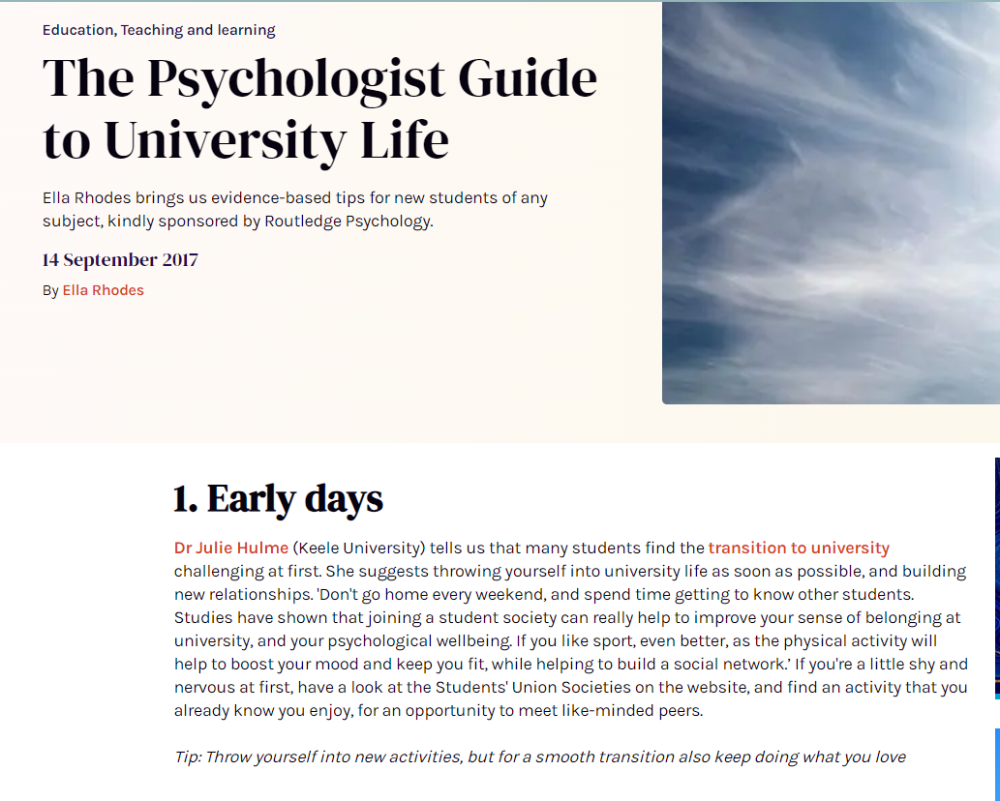 Education, Teaching and learning
The Psychologist Guide
to University Life
Ella Rhodes brings us evidence-based tips for new students of any
subject, kindly sponsored by Routledge Psychology.
14 September 2017
By Ella Rhodes
1. Early days
Dr Julie Hulme (Keele University) tells us that many students find the transition to university
challenging at first. She suggests throwing yourself into university life as soon as possible, and building
new relationships. 'Don't go home every weekend, and spend time getting to know other students.
Studies have shown that joining a student society can really help to improve your sense of belonging at
university, and your psychological wellbeing. If you like sport, even better, as the physical activity will
help to boost your mood and keep you fit, while helping to build a social network.’ If you're a little shy and
nervous at first, have a look at the Students' Union Societies on the website, and find an activity that you
already know you enjoy, for an opportunity to meet like-minded peers.
Tip: Throw yourself into new activities, but for a smooth transition also keep doing what you love